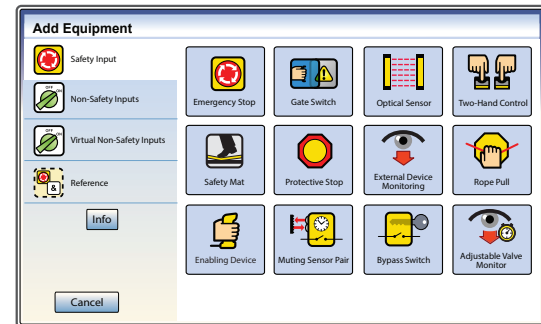 Add Equipment
Safety Input
Non-Safety Inputs
Virtual Non-Safety Inputs
Reference
Info
Cancel
Emergency Stop
Gate Switch
Optical Sensor
Two-Hand Control
Safety Mat
Protective Stop
External Device
Monitoring
Rope Pull
Enabling Device
Muting Sensor Pair
Bypass Switch
Adjustable Valve
Monitor
OFF
ON
OFF
ON
&